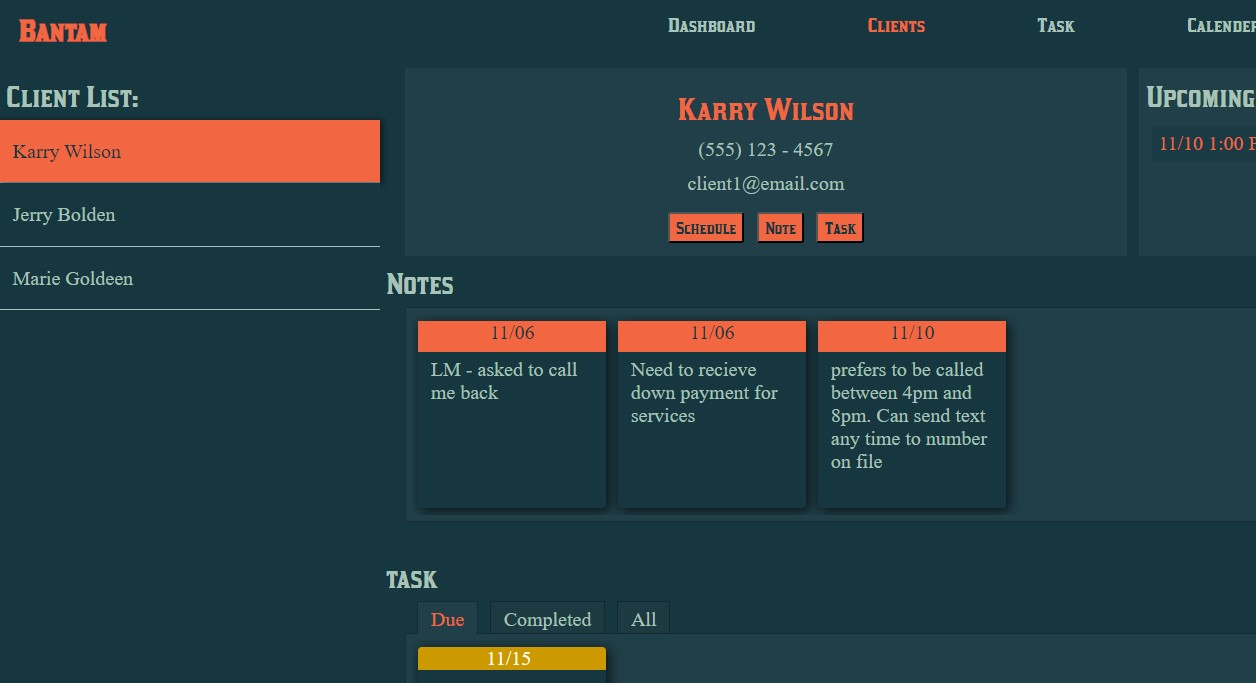 Bantam
Dashboard
Clients
Task
Calender
Client List:
Karry Wilson
Jerry Bolden
Marie Goldeen
Karry Wilson
(555) 123 - 4567
client1@email.com
Schedule
Note
Task
Upcoming
11/10 1:00
Notes
11/06
LM - asked to call
me back
11/06
Need to recieve
down payment for
services
11/10
prefers to be called
between 4pm and
8pm. Can send text
any time to number
on file
TASK
Due
Completed
All
11/15